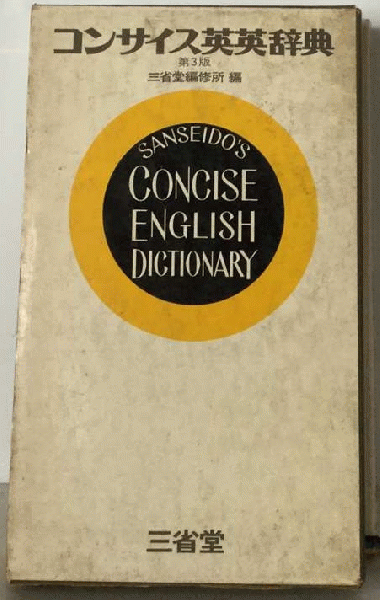 コンサイス英英辞典
第3版
三省堂編修所 編
SANSEIDO'S
CONCISE
ENGLISH
DICTIONARY
三省堂